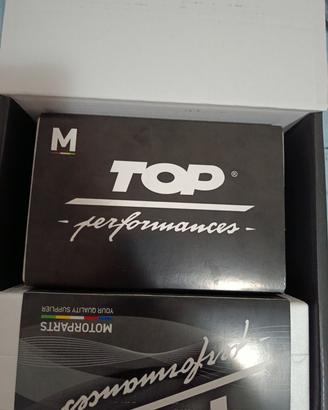 M
TOP®
-performances-
MOTORPARTS
YOUR QUALITY SUPPLIER
-performances-